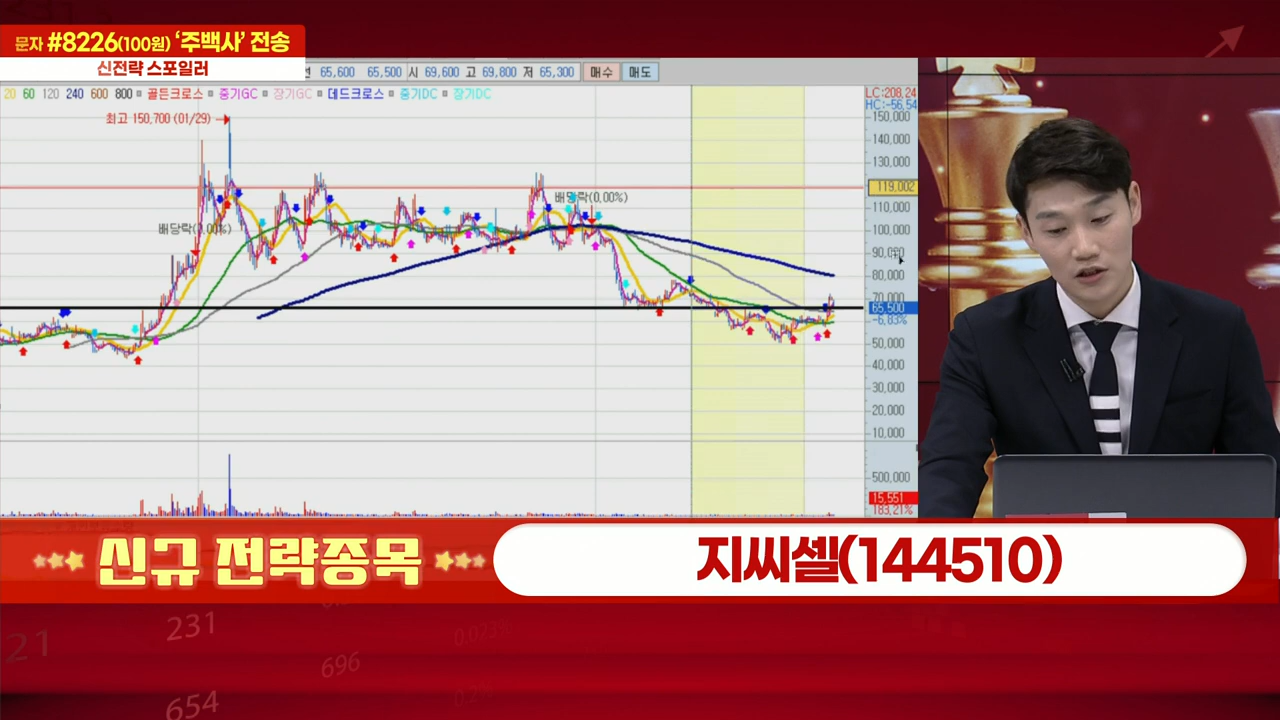 문자 #8226(100원) '주백사' 전송
신전략 스포일러
65,600 65,500 시 69,600 고 69,800 저 65,300 매수 매도
20 60 120 240 600 800 골든크로스 중기GC 장기GC 데드크로스 중기DC 장기DC
LC:208,24
HC:-56,54
최고 150,700 (01/29)
150,000
140,000
130,000
119,002
110,000
배당락(0,00%)
배당락(0,00%)
100,000
90,000
80,000
70,000
65,500
-6,03%
50,000
40,000
30,000
20,000
10,000
500,000
15,551
183,21%
신규 전략종목
지씨셀(144510)
231
21
696
654